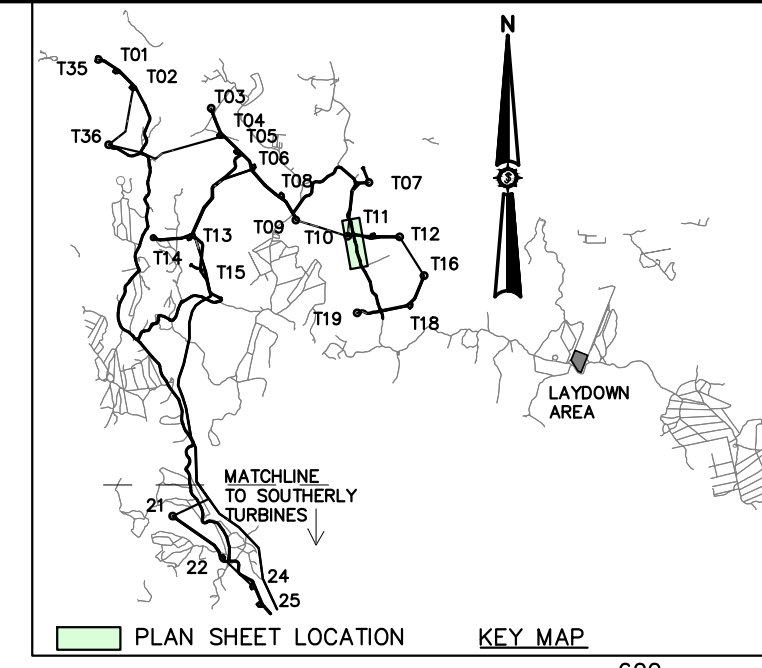 N
T35
T01
T02
T03
T04
T05
T36
T06
T08
T07
T09
T11
T10
T12
T13
T14
T15
T16
T19
T18
LAYDOWN
AREA
MATCHLINE
TO SOUTHERLY
TURBINES
21
22
24
25
PLAN SHEET LOCATION
KEY MAP